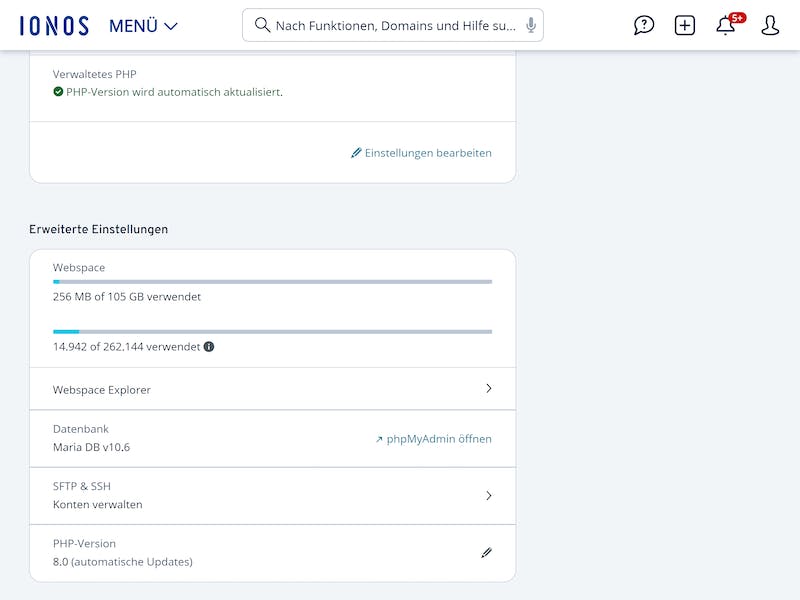 IONOS
MENÜ
Nach Funktionen, Domains und Hilfe su...
5+
Verwaltetes PHP
PHP-Version wird automatisch aktualisiert.
Einstellungen bearbeiten
Erweiterte Einstellungen
Webspace
256 MB of 105 GB verwendet
14.942 of 262.144 verwendet
Webspace Explorer
Datenbank
Maria DB v10.6
phpMyAdmin öffnen
SFTP & SSH
Konten verwalten
PHP-Version
8.0 (automatische Updates)